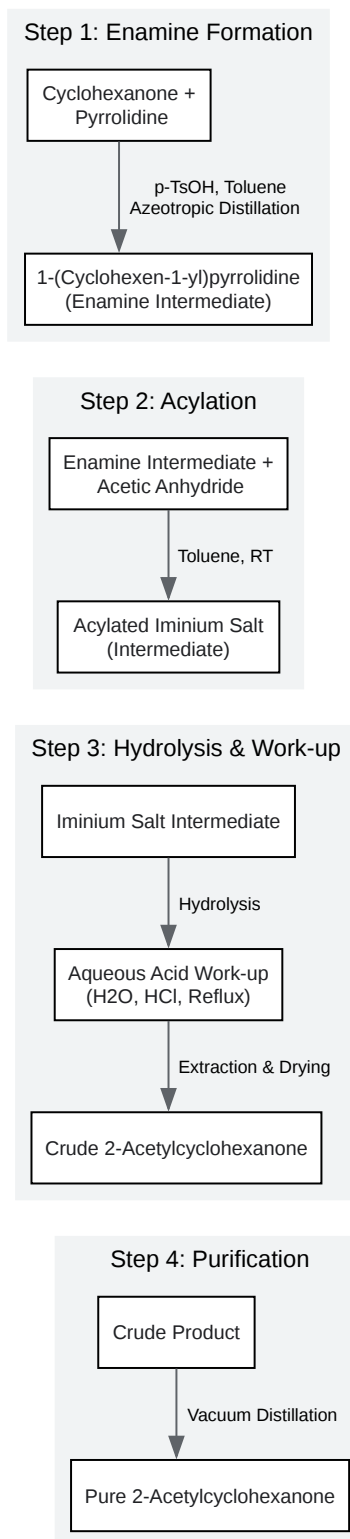 Step 1: Enamine Formation
Cyclohexanone +
Pyrrolidine
p-TsOH, Toluene
Azeotropic Distillation
1-(Cyclohexen-1-yl)pyrrolidine
(Enamine Intermediate)
Step 2: Acylation
Enamine Intermediate +
Acetic Anhydride
Toluene, RT
Acylated Iminium Salt
(Intermediate)
Step 3: Hydrolysis & Work-up
Iminium Salt Intermediate
Hydrolysis
Aqueous Acid Work-up
(H2O, HCl, Reflux)
Extraction & Drying
Crude 2-Acetylcyclohexanone
Step 4: Purification
Crude Product
Vacuum Distillation
Pure 2-Acetylcyclohexanone